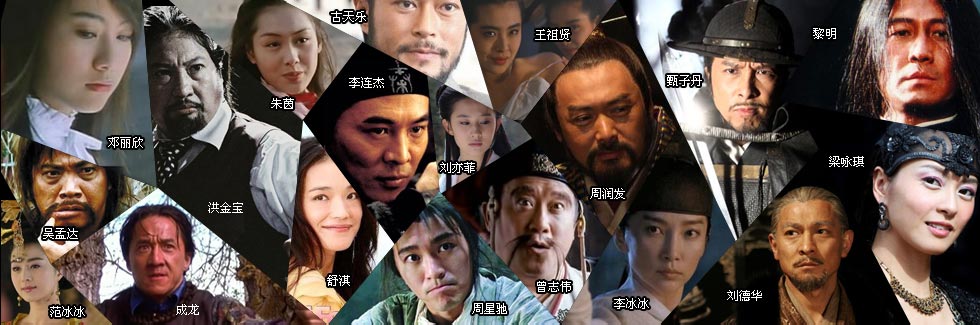 古天乐
王祖贤
黎明
李连杰
甄子丹
朱茵
邓丽欣
刘亦菲
梁咏琪
周润发
洪金宝
吴孟达
舒淇
曾志伟
李冰冰
刘德华
范冰冰
成龙
周星驰